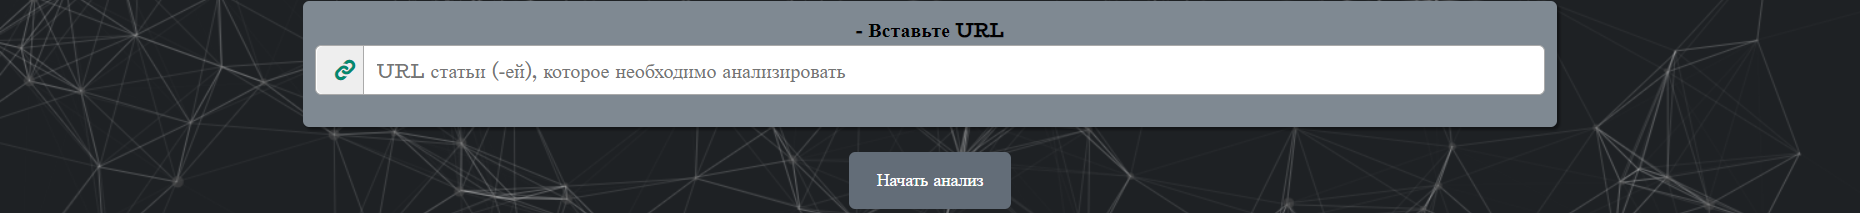 - Вставьте URL
URL статьи (-ей), которое необходимо анализировать
Начать анализ